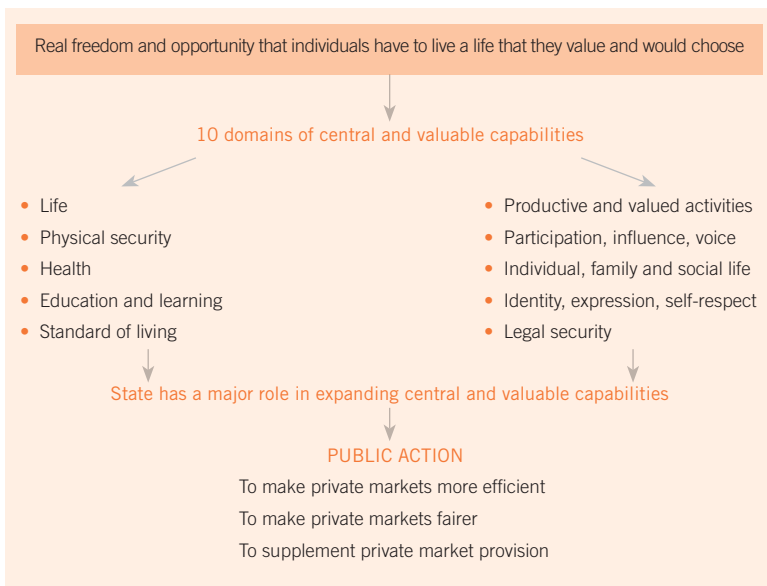 Real freedom and opportunity that individuals have to live a life that they value and would choose
10 domains of central and valuable capabilities
• Life
• Physical security
• Health
• Education and learning
• Standard of living
• Productive and valued activities
• Participation, influence, voice
• Individual, family and social life
• Identity, expression, self-respect
• Legal security
State has a major role in expanding central and valuable capabilities
PUBLIC ACTION
To make private markets more efficient
To make private markets fairer
To supplement private market provision